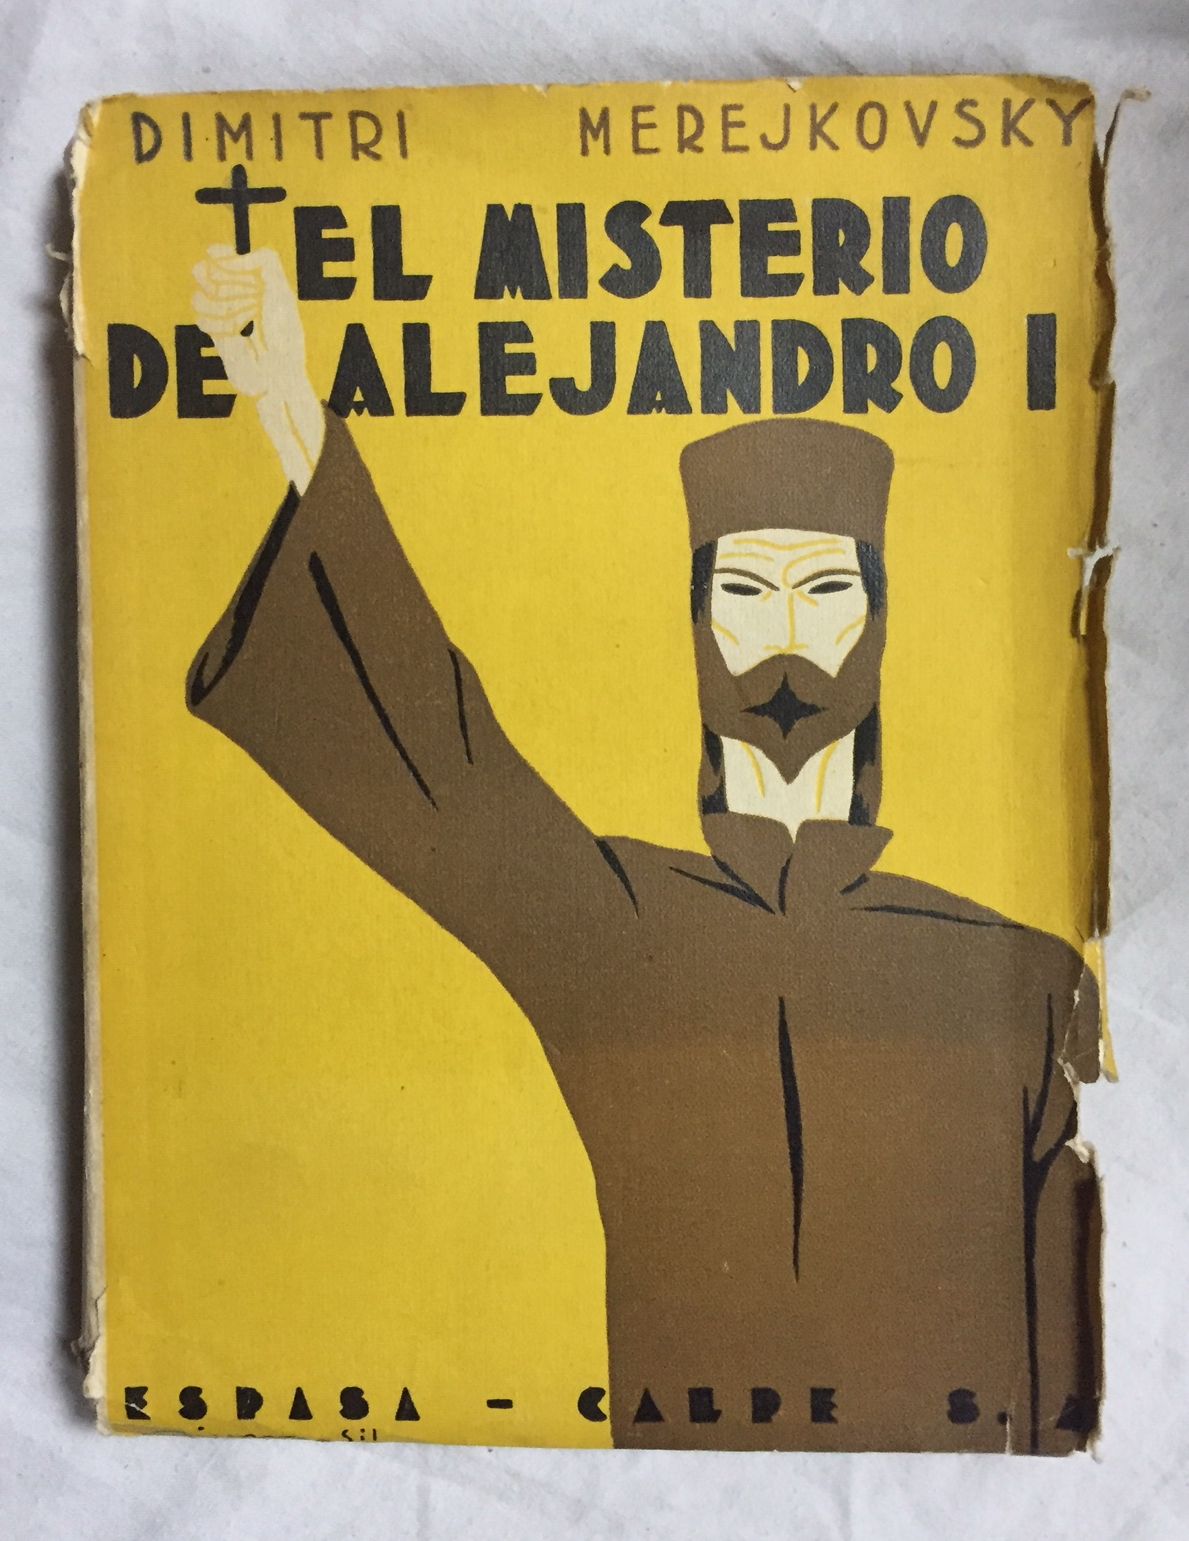 DIMITRI MEREJKOVSKY
EL MISTERIO
DE ALEJANDRO I
ESPASA - CALPE S. A